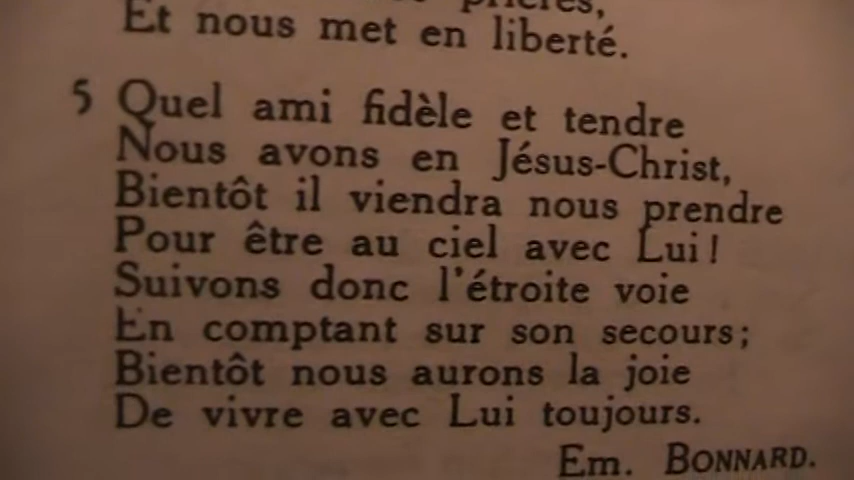 prières,
Et nous met en liberté.
5 Quel ami fidèle et tendre
Nous avons en Jésus-Christ,
Bientôt il viendra nous prendre
Pour être au ciel avec Lui!
Suivons donc l'étroite voie
En comptant sur son secours;
Bientôt nous aurons la joie
De vivre avec Lui toujours.
Em. BONNARD.